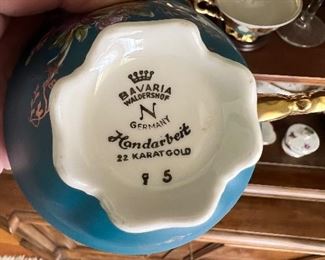 BAVARIA
WALDERSHOF
N
GERMANY
Handarbeit
22 KARAT GOLD
9 5